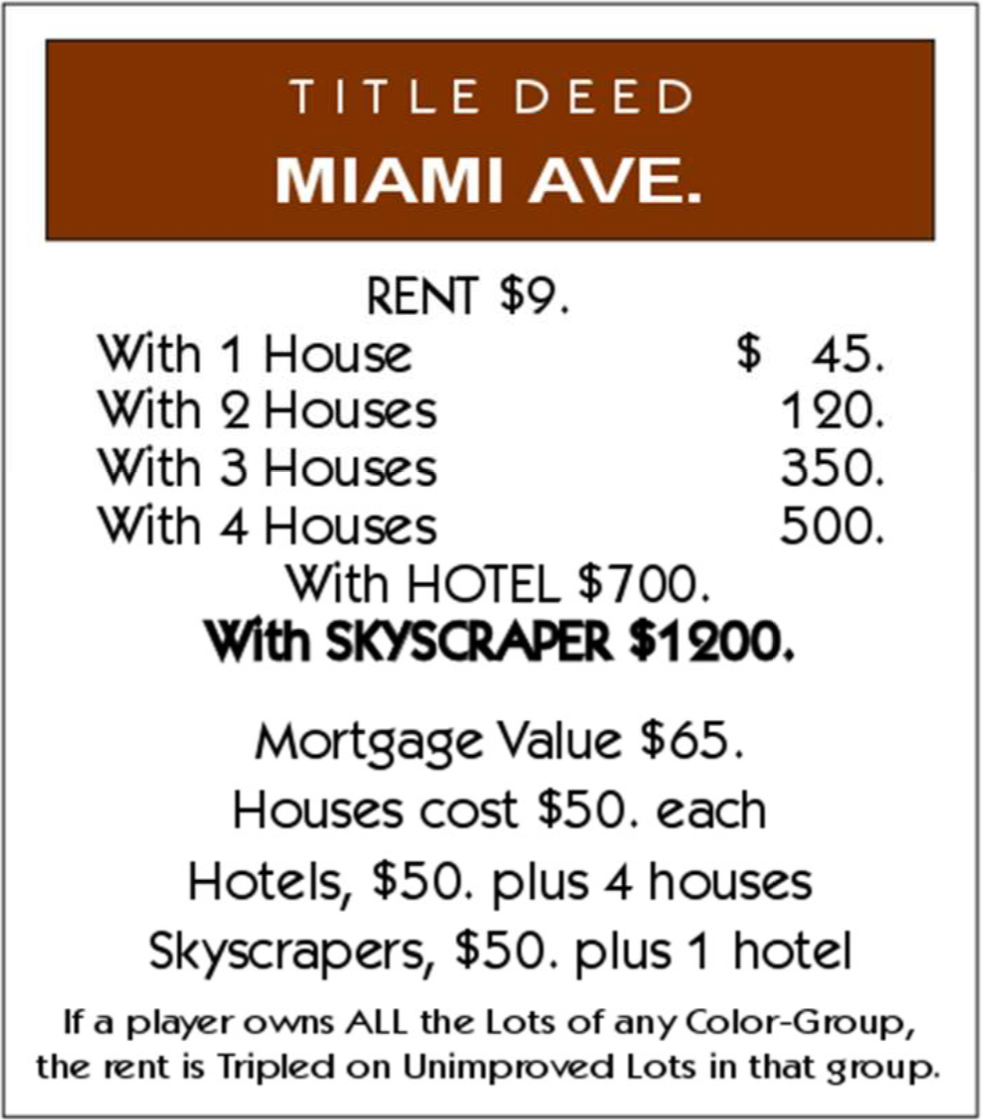 TITLE DEED
MIAMI AVE.
RENT $9.
With 1 House $ 45.
With 2 Houses 120.
With 3 Houses 350.
With 4 Houses 500.
With HOTEL $700.
With SKYSCRAPER $1200.
Mortgage Value $65.
Houses cost $50. each
Hotels, $50. plus 4 houses
Skyscrapers, $50. plus 1 hotel
If a player owns ALL the Lots of any Color-Group,
the rent is Tripled on Unimproved Lots in that group.